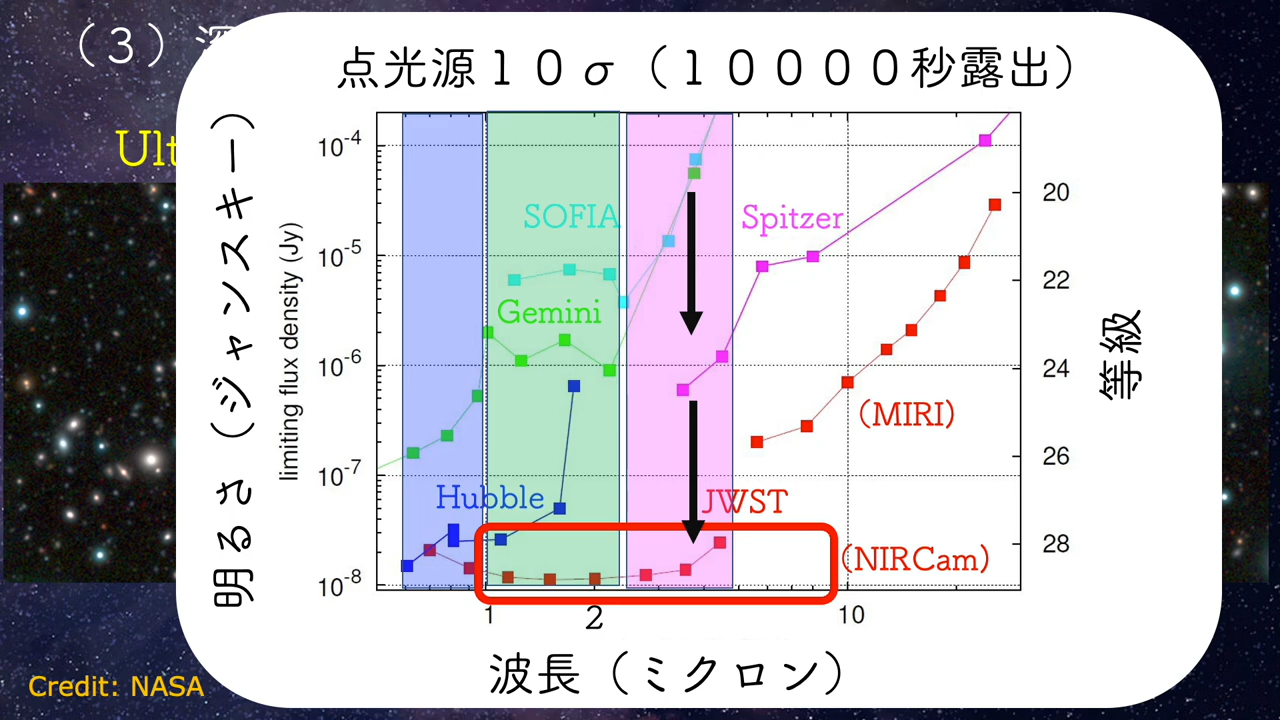 （３）
点光源１０σ（１００００秒露出）
Ult
明るさ（ジャンスキー）
limiting flux density (Jy)
10-4
10-5
10-6
10-7
10-8
SOFIA
Gemini
Hubble
Spitzer
(MIRI)
JWST
(NIRCam)
20
22
24
26
28
等級
1
2
10
波長（ミクロン）
Credit: NASA